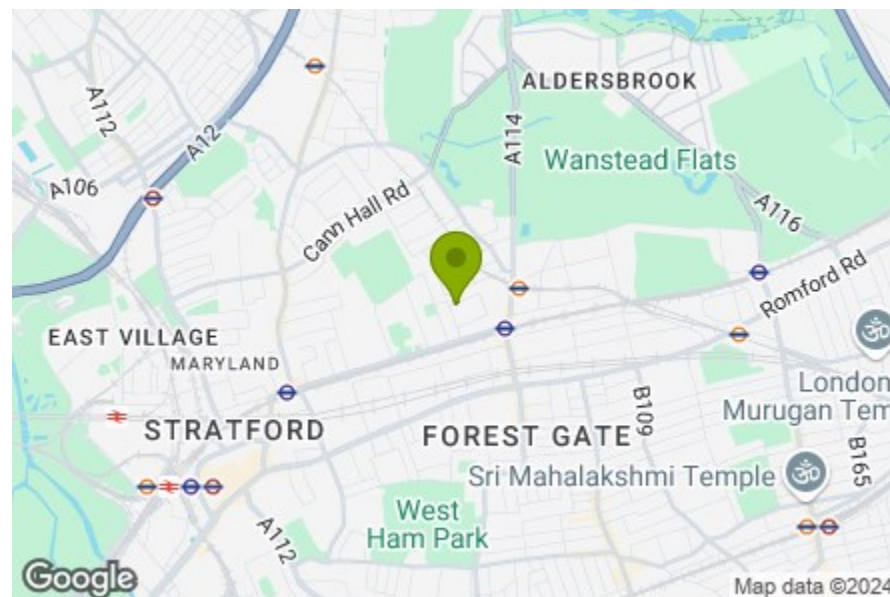 ALDERSBROOK
A112
A12
A114
Wanstead Flats
A106
Cann Hall Rd
A116
Romford Rd
EAST VILLAGE
MARYLAND
London
Murugan Tem
STRATFORD
FOREST GATE
B109
B165
Sri Mahalakshmi Temple
West
Ham Park
A112
Google
Map data ©2024